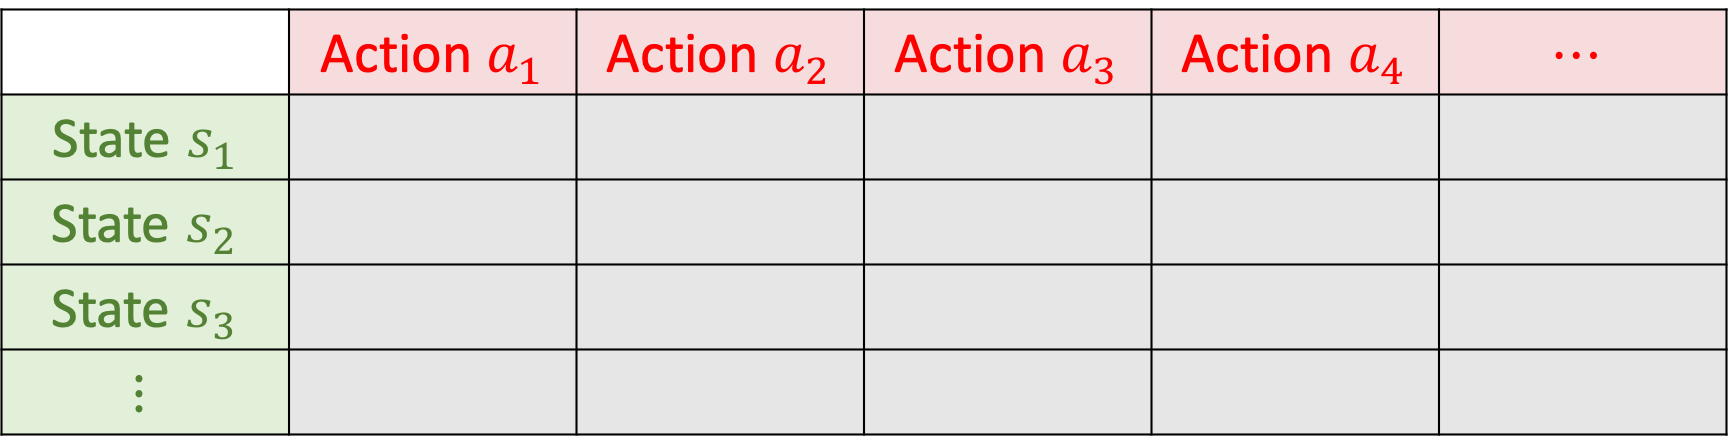 Action a₁ Action a₂ Action a₃ Action a₄ ⋯
State s₁
State s₂
State s₃
⋮